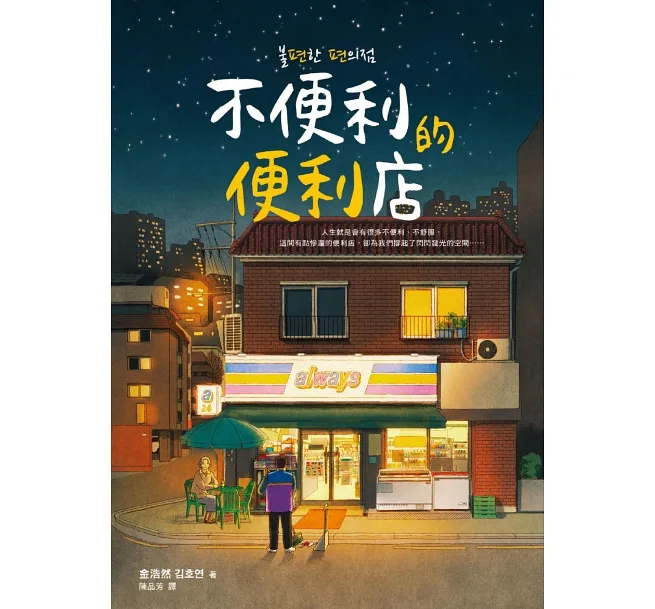 불편한 편의점
不便利的
便利店
人生就是會有很多不便利、不舒服，
這間有點慘澹的便利店，卻為我們撐起了閃閃發光的空間……
always
a
24
金浩然 김호연 著
陳品芳 譯